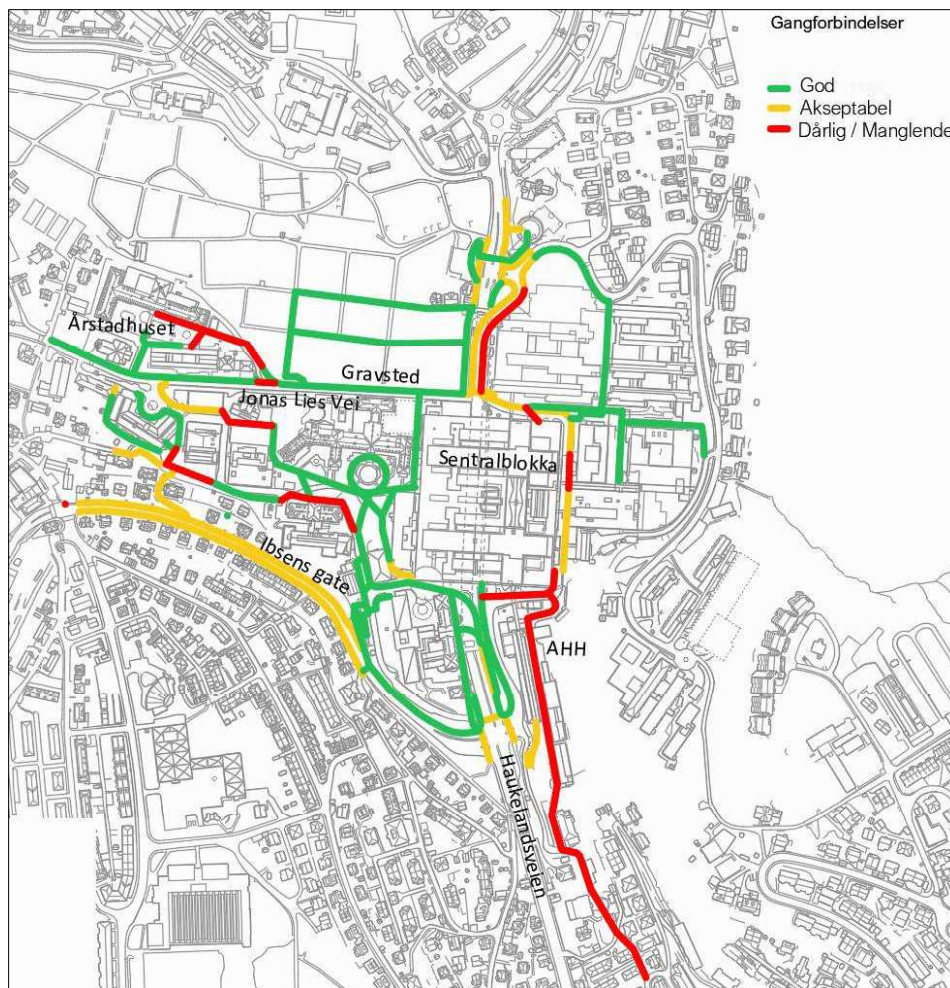 Gangforbindelser
God
Akseptabel
Dårlig / Manglende
Årstadhuset
Gravsted
Jonas Lies Vei
Sentralblokka
Ibsens gate
AHH
Haukelandsveien